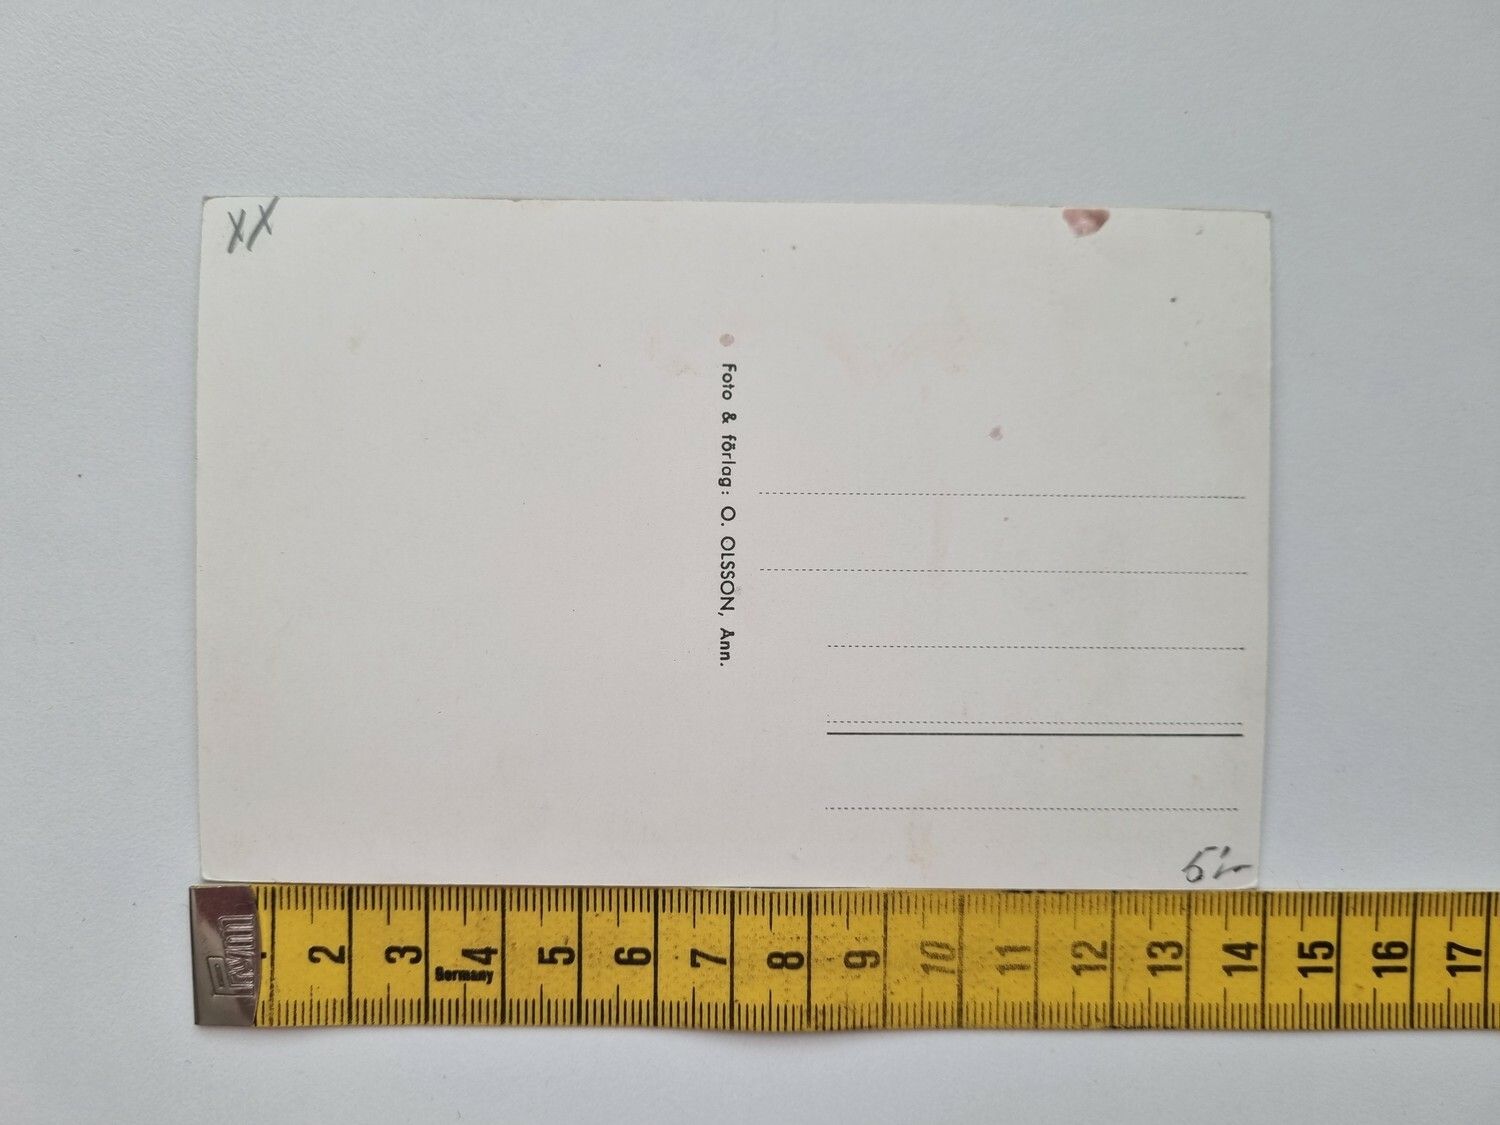 XX
Foto & förlag: O. OLSSON, Ånn.
Prym
2 3 4 5 6 7 8 9 10 11 12 13 14 15 16 17
Germany